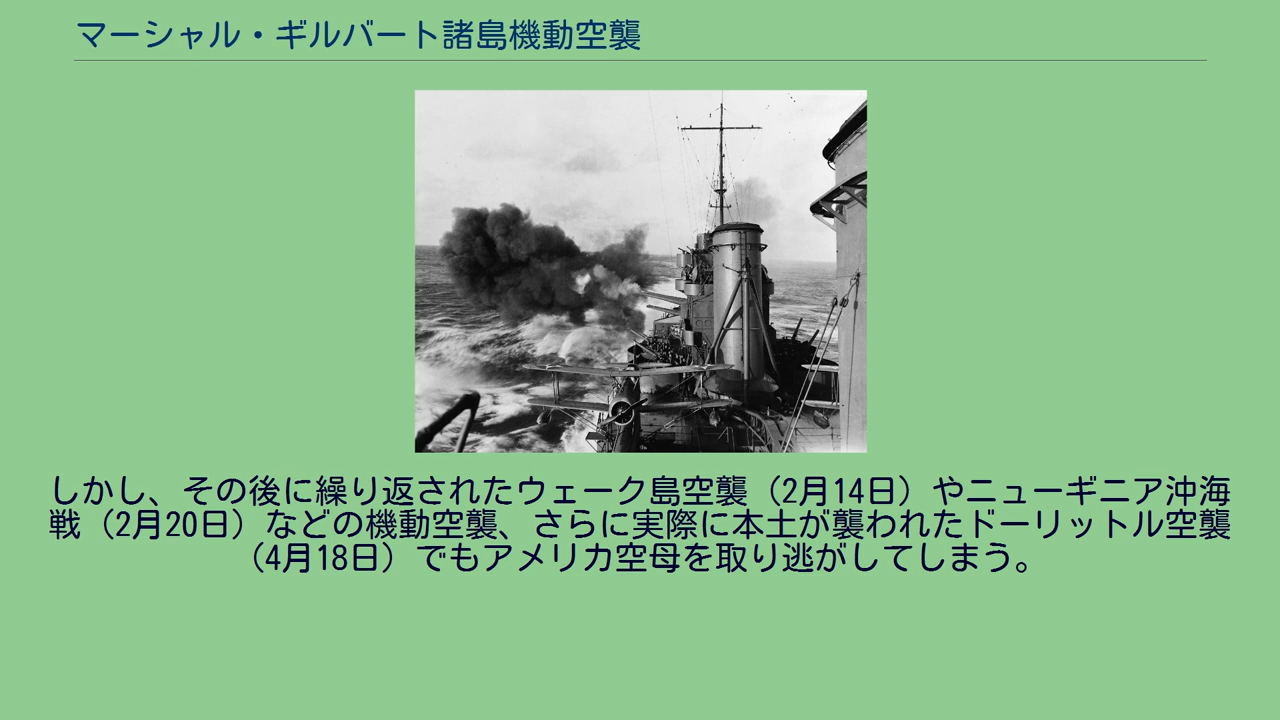 マーシャル・ギルバート諸島機動空襲
しかし、その後に繰り返されたウェーク島空襲（2月14日）やニューギニア沖海
戦（2月20日）などの機動空襲、さらに実際に本土が襲われたドーリットル空襲
（4月18日）でもアメリカ空母を取り逃がしてしまう。